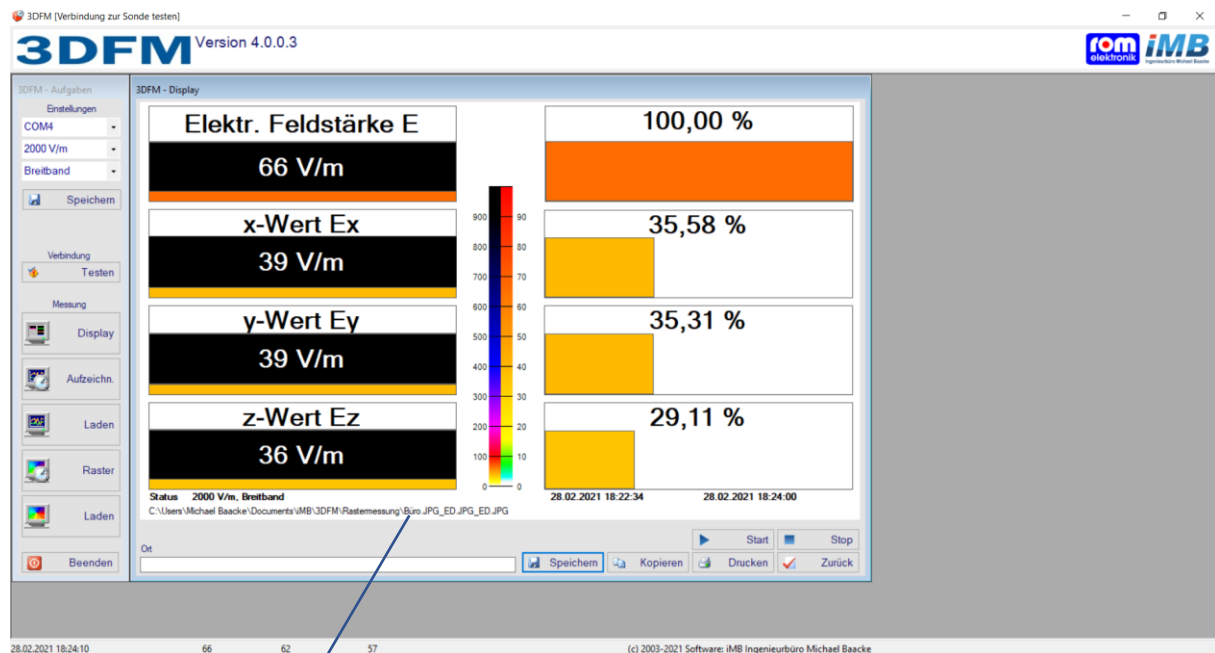 3DFM [Verbindung zur Sonde testen]
3DFM Version 4.0.0.3
rom
elektronik
iMB
Ingenieurbüro Michael Baacke
3DFM - Aufgaben
Einstellungen
COM4
2000 V/m
Breitband
Speichern
Verbindung
Testen
Messung
Display
Aufzeichn.
Laden
Raster
Laden
Beenden
3DFM - Display
Elektr. Feldstärke E
66 V/m
100,00 %
x-Wert Ex
39 V/m
35,58 %
y-Wert Ey
39 V/m
35,31 %
z-Wert Ez
36 V/m
29,11 %
900 90
800 80
700 70
600 60
500 50
400 40
300 30
200 20
100 10
0 0
Status 2000 V/m, Breitband
28.02.2021 18:22:34 28.02.2021 18:24:00
C:\Users\Michael Baacke\Documents\iMB\3DFM\Rastermessung\Büro.JPG_ED.JPG_ED.JPG
Start Stop
Ort
Speichern Kopieren Drucken Zurück
28.02.2021 18:24:10 66 62 57 (c) 2003-2021 Software: iMB Ingenieurbüro Michael Baacke